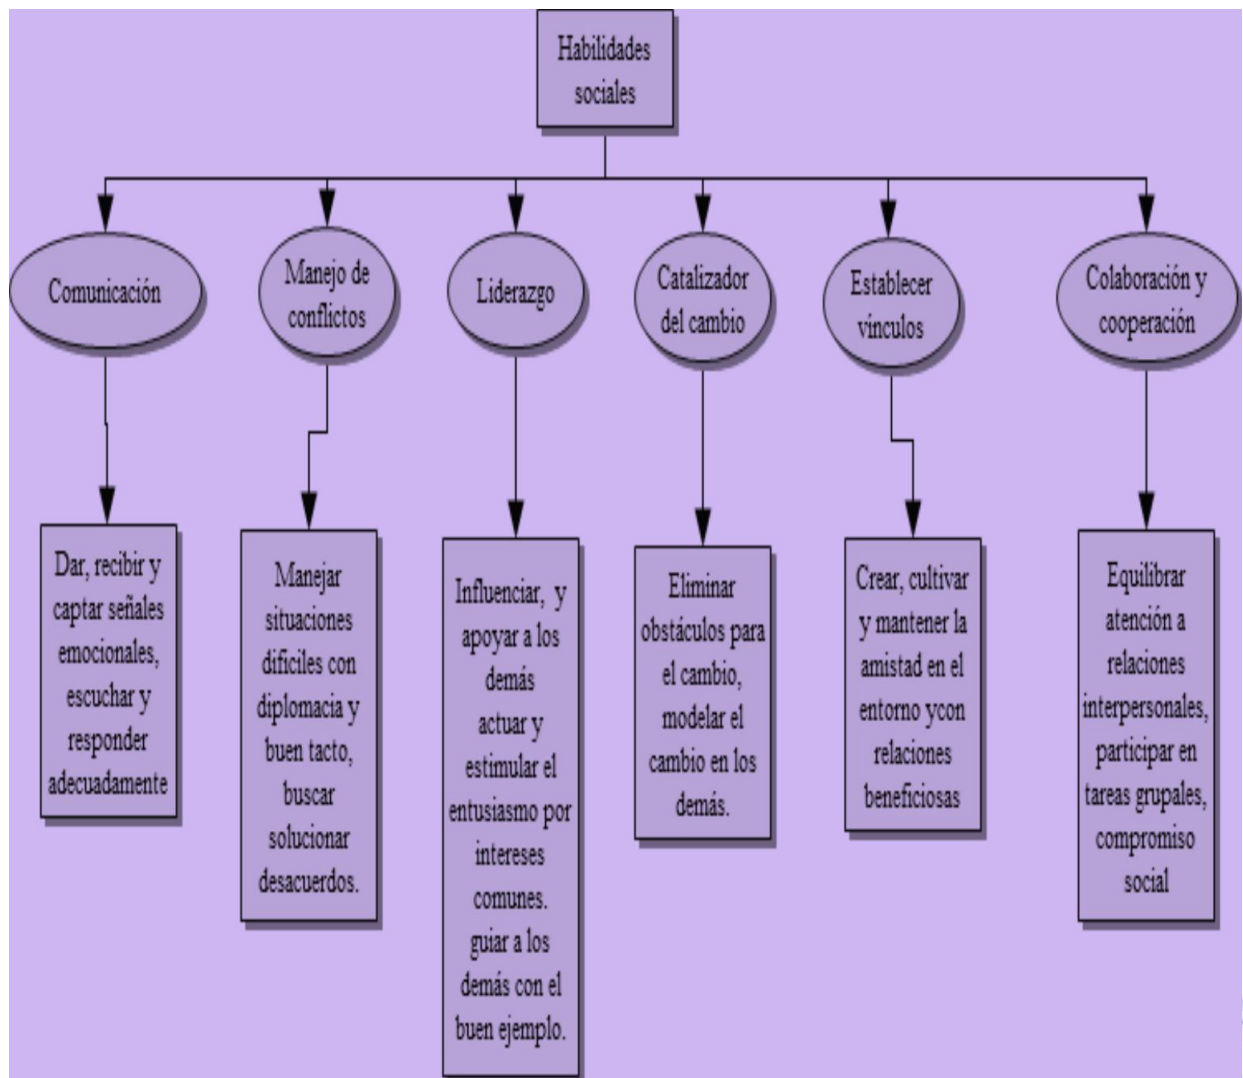 Habilidades
sociales
Comunicación
Manejo de
conflictos
Liderazgo
Catalizador
del cambio
Establecer
vínculos
Colaboración y
cooperación
Dar, recibir y
captar señales
emocionales,
escuchar y
responder
adecuadamente
Manejar
situaciones
difíciles con
diplomacia y
buen tacto,
buscar
solucionar
desacuerdos.
Influenciar, y
apoyar a los
demás
actuar y
estimular el
entusiasmo por
intereses
comunes.
guiar a los
demás con el
buen ejemplo.
Eliminar
obstáculos para
el cambio,
modelar el
cambio en los
demás.
Crear, cultivar
y mantener la
amistad en el
entorno ycon
relaciones
beneficiosas
Equilibrar
atención a
relaciones
interpersonales,
participar en
tareas grupales,
compromiso
social